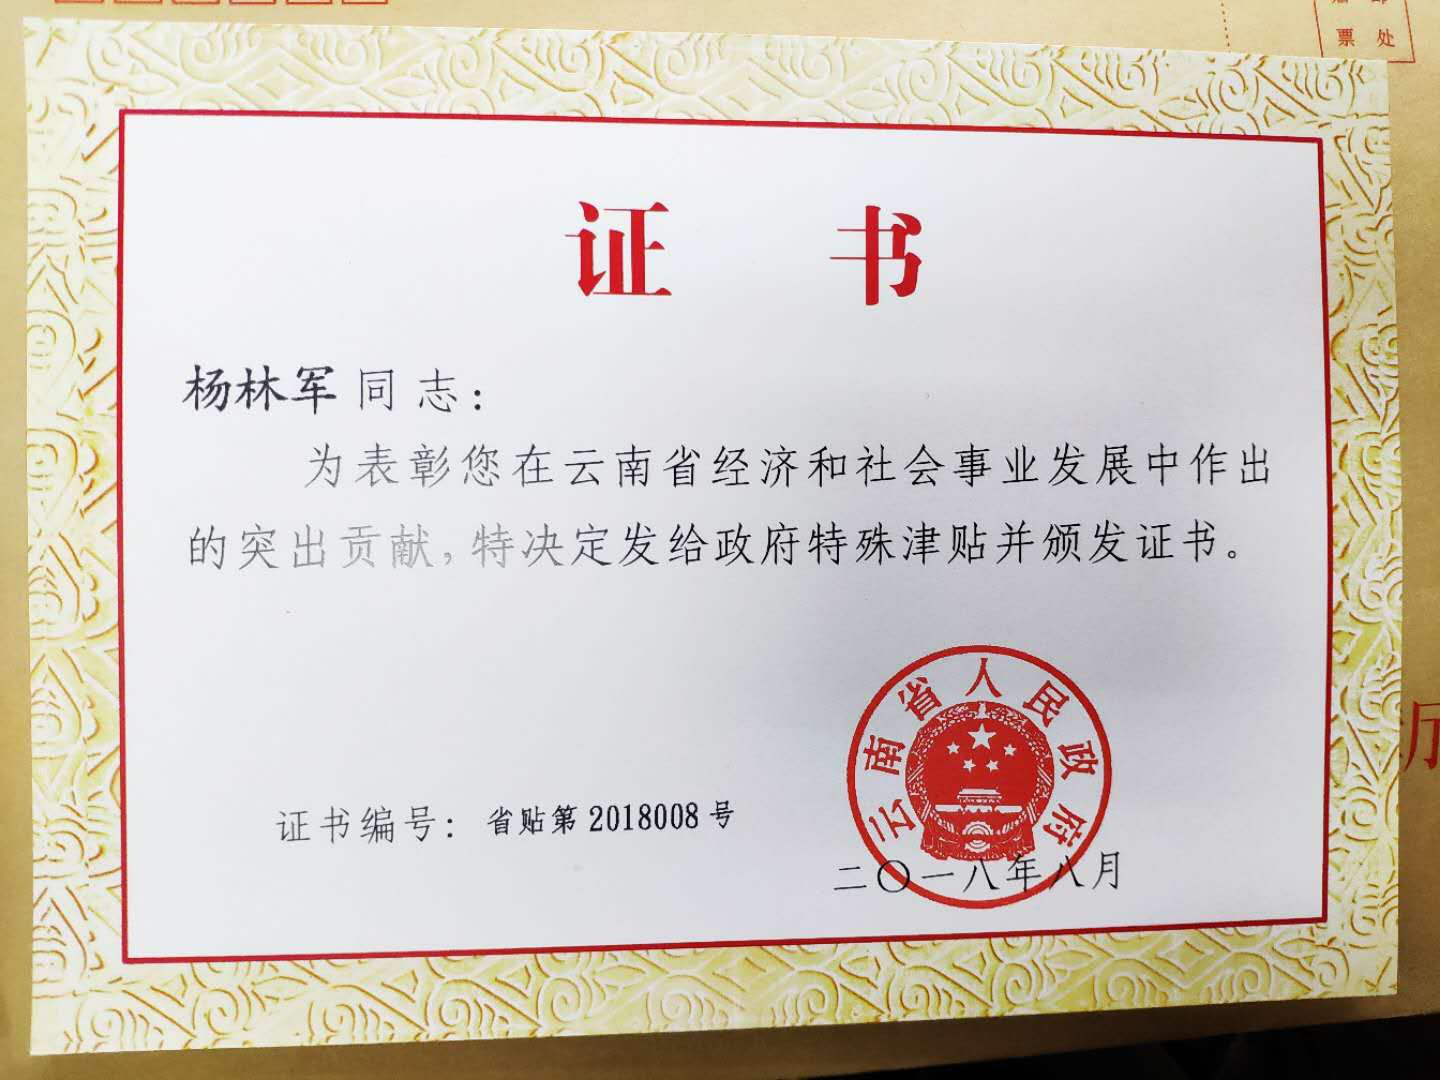 票 处
证 书
杨林军同志：
为表彰您在云南省经济和社会事业发展中作出
的突出贡献，特决定发给政府特殊津贴并颁发证书。
云南省人民政府
证书编号：省贴第2018008号
二〇一八年八月
厅